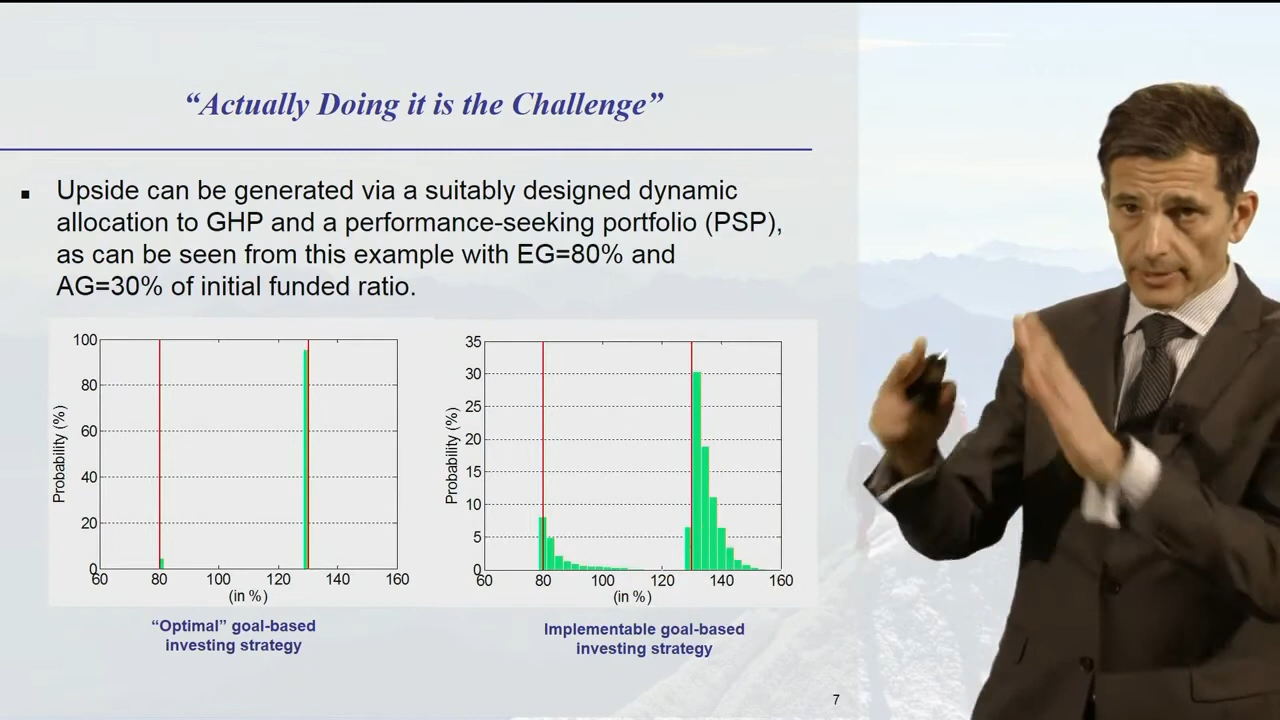 “Actually Doing it is the Challenge”
▪ Upside can be generated via a suitably designed dynamic
allocation to GHP and a performance-seeking portfolio (PSP),
as can be seen from this example with EG=80% and
AG=30% of initial funded ratio.
100
80
60
40
20
0
Probability (%)
60 80 100 120 140 160
(in %)
“Optimal” goal-based
investing strategy
35
30
25
20
15
10
5
0
Probability (%)
60 80 100 120 140 160
(in %)
Implementable goal-based
investing strategy
7